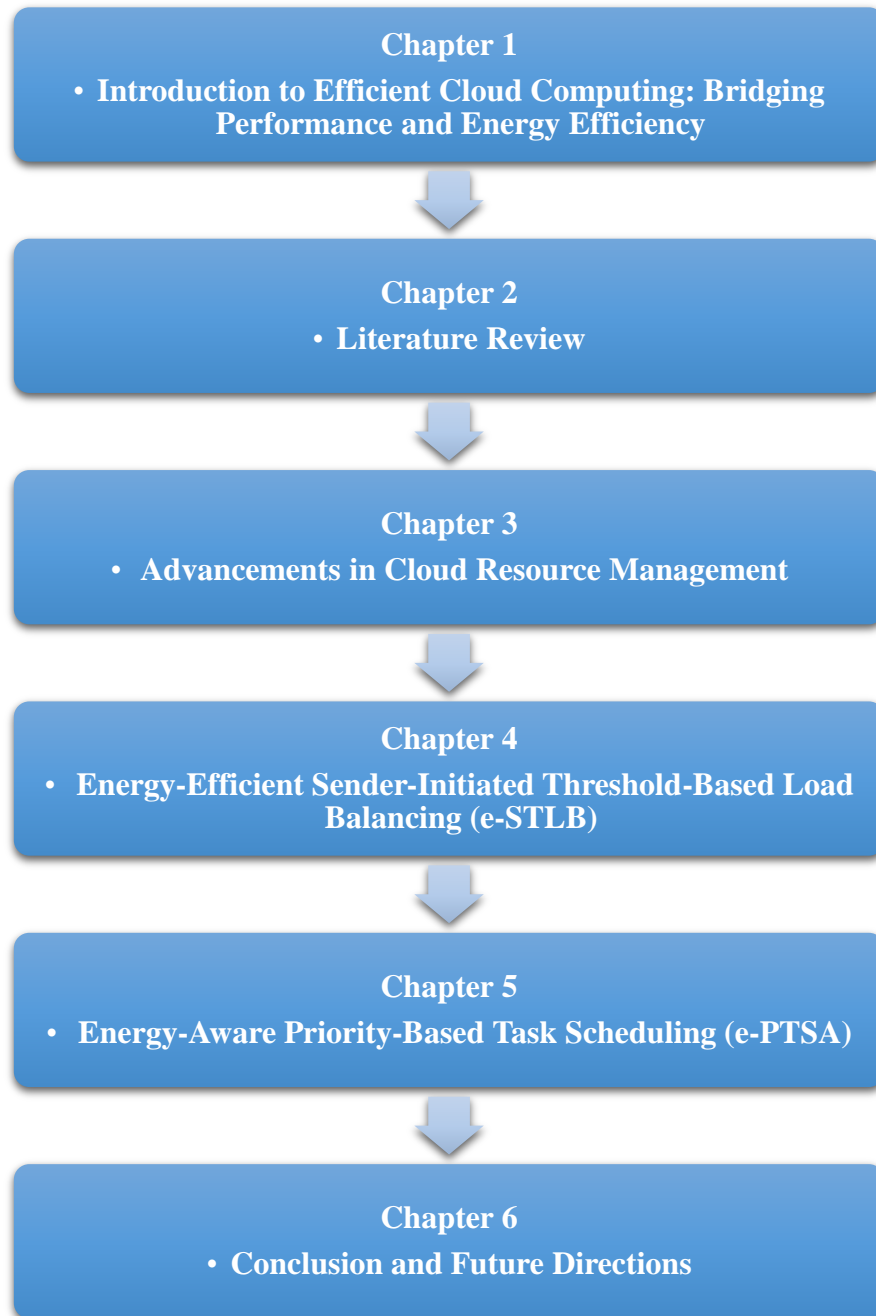 Chapter 1
• Introduction to Efficient Cloud Computing: Bridging
Performance and Energy Efficiency
Chapter 2
• Literature Review
Chapter 3
• Advancements in Cloud Resource Management
Chapter 4
• Energy-Efficient Sender-Initiated Threshold-Based Load
Balancing (e-STLB)
Chapter 5
• Energy-Aware Priority-Based Task Scheduling (e-PTSA)
Chapter 6
• Conclusion and Future Directions